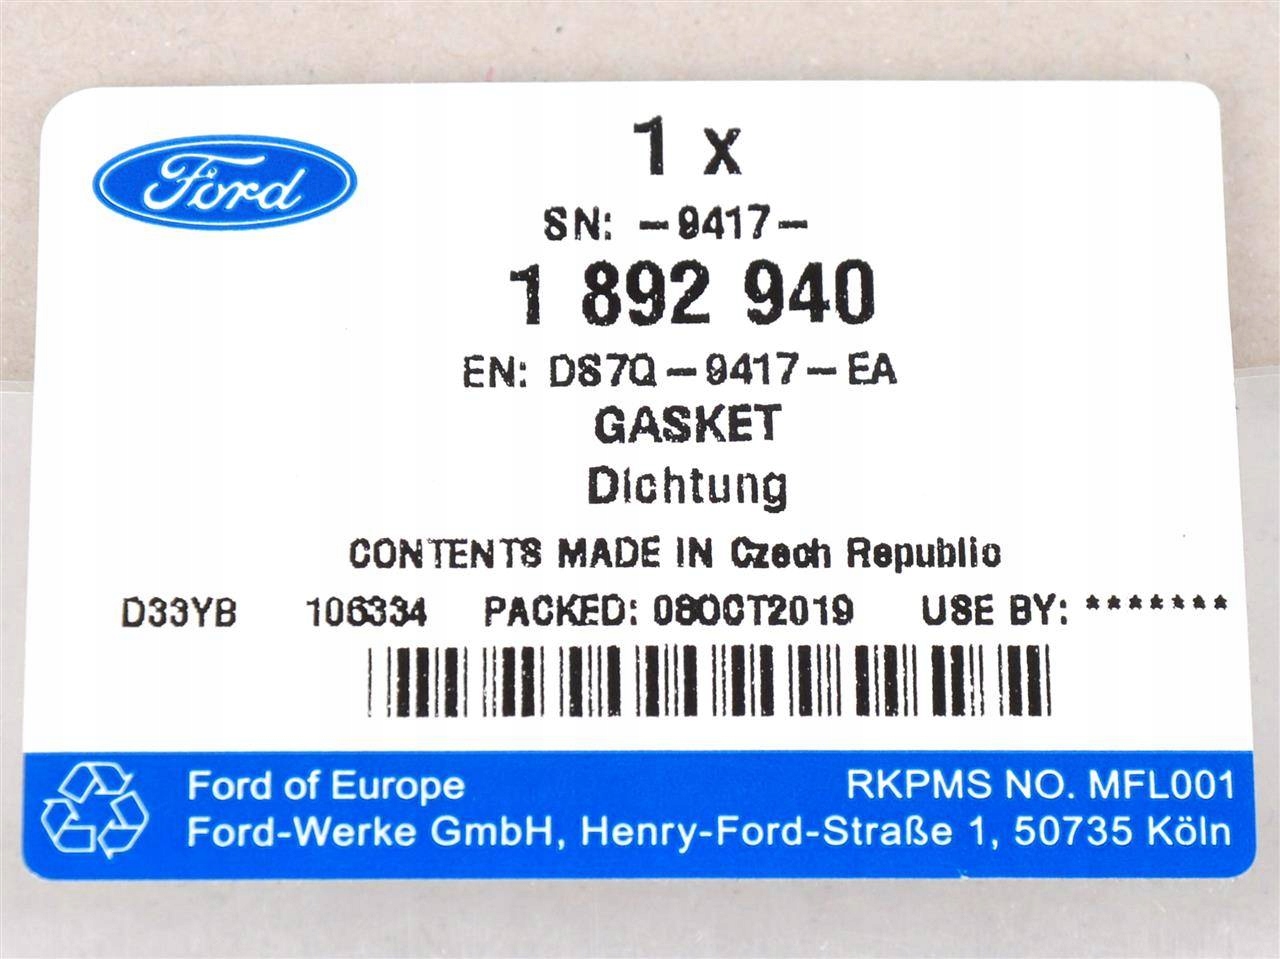 Ford
1 x
SN: -9417-
1 892 940
EN: DS7Q-9417-EA
GASKET
Dichtung
CONTENTS MADE IN Czech Republic
D33YB 106334 PACKED: 08OCT2019 USE BY: *******
Ford of Europe RKPMS NO. MFL001
Ford-Werke GmbH, Henry-Ford-Straße 1, 50735 Köln